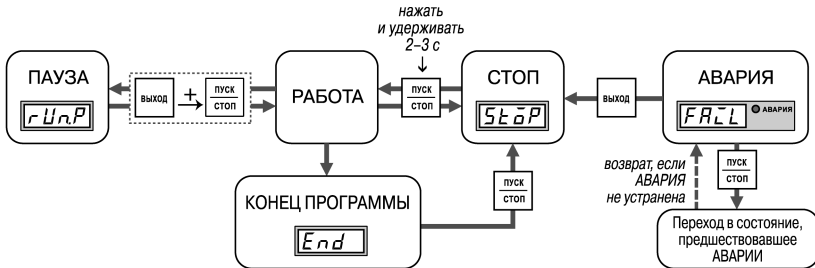 нажать
и удерживать
2–3 с
ПАУЗА
rUn.P
ВЫХОД
+
ПУСК
СТОП
РАБОТА
ПУСК
СТОП
СТОП
StoP
ВЫХОД
АВАРИЯ
FAiL
АВАРИЯ
КОНЕЦ ПРОГРАММЫ
End
ПУСК
СТОП
возврат, если
АВАРИЯ
не устранена
ПУСК
СТОП
Переход в состояние,
предшествовавшее
АВАРИИ